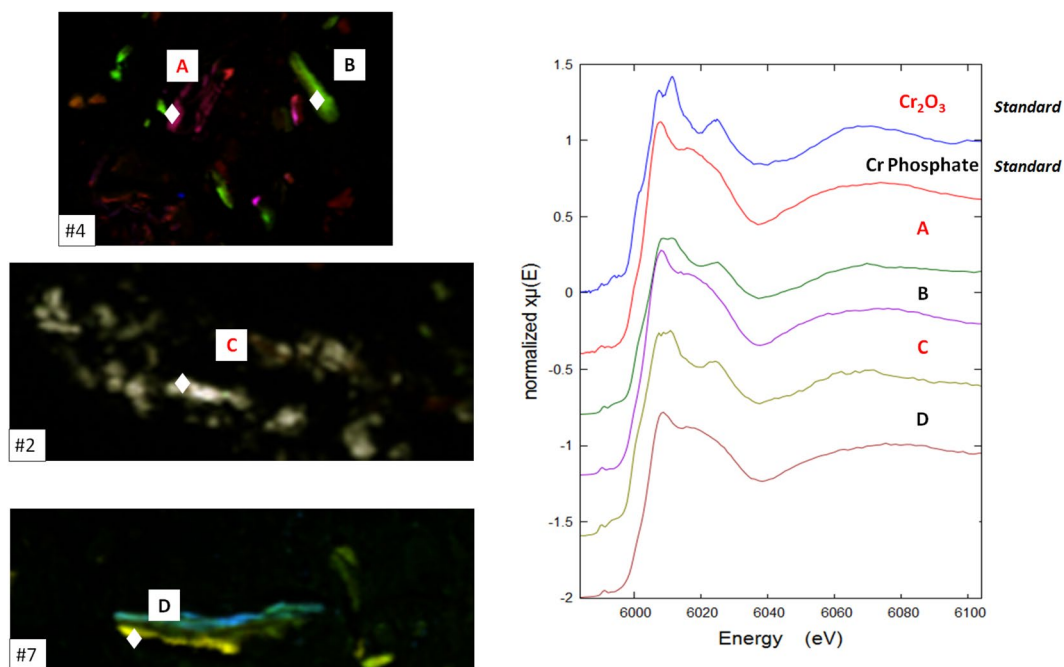 A
B
#4
C
#2
D
#7
1.5
1
0.5
0
-0.5
-1
-1.5
-2
normalized xμ(E)
6000
6020
6040
6060
6080
6100
Energy (eV)
Cr₂O₃
Standard
Cr Phosphate
Standard
A
B
C
D